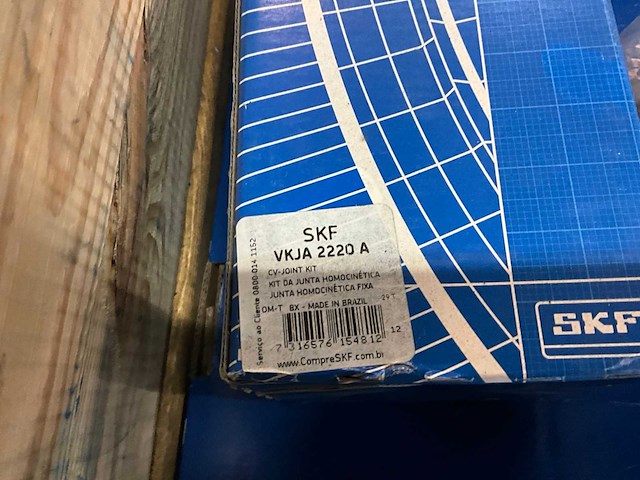 SKF
VKJA 2220 A
CV-JOINT KIT
KIT DA JUNTA HOMOCINÉTICA
JUNTA HOMOCINÉTICA FIXA
OM-T BX - MADE IN BRAZIL
12
7 316576 154812
www.CompreSKF.com.br
Serviço ao Cliente 0800 014 1152
SKF